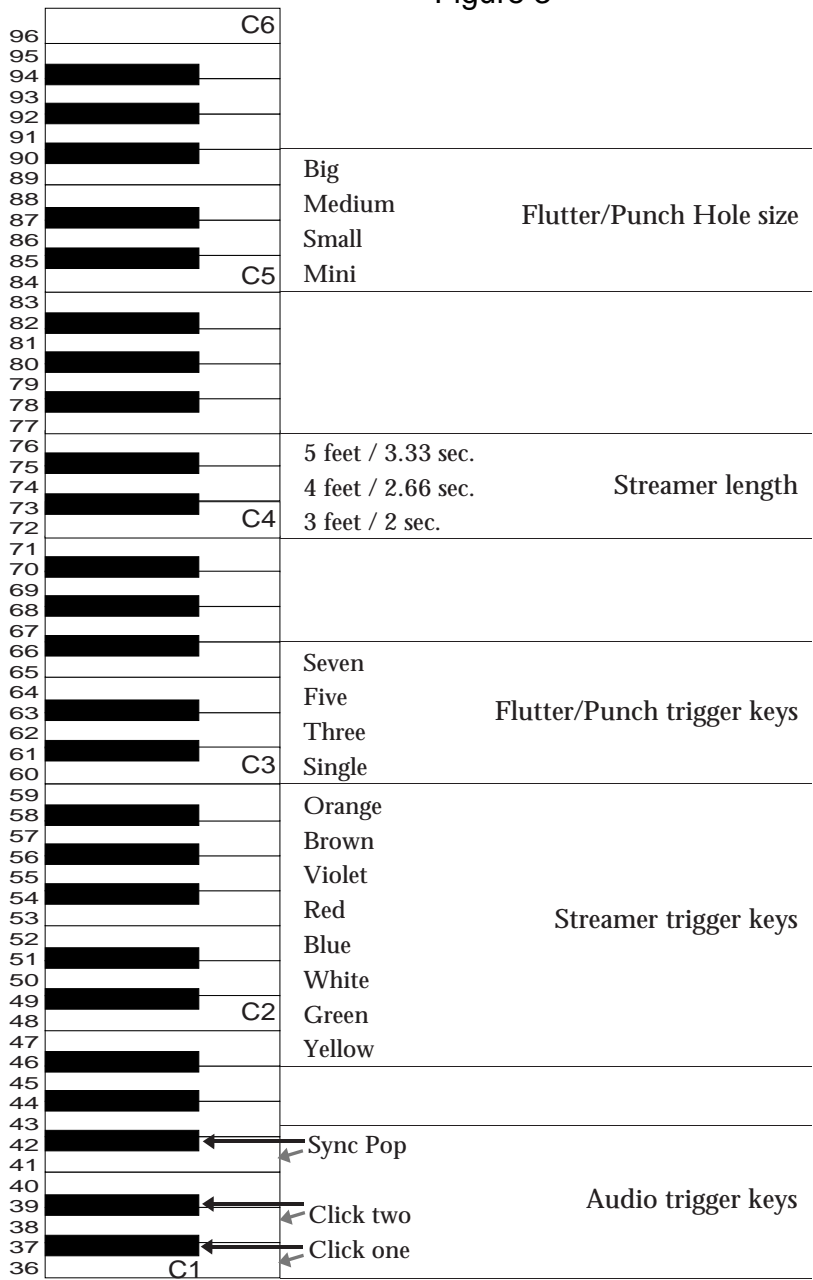 Figure
96 C6
95
94
93
92
91
90
89 Big
88 Medium
87 Flutter/Punch Hole size
86 Small
85
84 C5 Mini
83
82
81
80
79
78
77
76 5 feet / 3.33 sec.
75
74 4 feet / 2.66 sec. Streamer length
73
72 C4 3 feet / 2 sec.
71
70
69
68
67
66
65 Seven
64 Five
63 Flutter/Punch trigger keys
62 Three
61
60 C3 Single
59 Orange
58
57 Brown
56
55 Violet
54
53 Red Streamer trigger keys
52 Blue
51
50 White
49
48 C2 Green
47 Yellow
46
45
44
43
42 Sync Pop
41
40
39 Audio trigger keys
38 Click two
37 Click one
36 C1